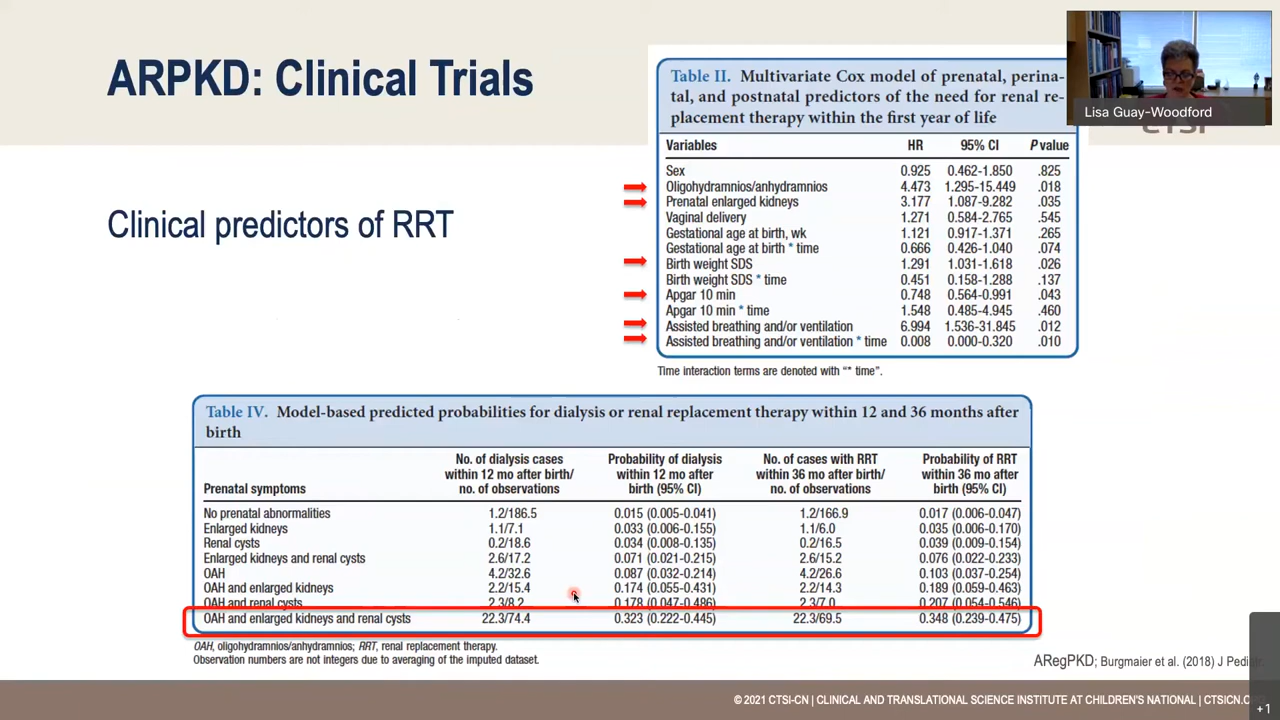 ARPKD: Clinical Trials
Clinical predictors of RRT
Lisa Guay-Woodford
Table II. Multivariate Cox model of prenatal, perina-
tal, and postnatal predictors of the need for renal re-
placement therapy within the first year of life
Variables HR 95% CI P value
Sex 0.925 0.462-1.850 .825
Oligohydramnios/anhydramnios 4.473 1.295-15.449 .018
Prenatal enlarged kidneys 3.177 1.087-9.282 .035
Vaginal delivery 1.271 0.584-2.765 .545
Gestational age at birth, wk 1.121 0.917-1.371 .265
Gestational age at birth * time 0.666 0.426-1.040 .074
Birth weight SDS 1.291 1.031-1.618 .026
Birth weight SDS * time 0.451 0.158-1.288 .137
Apgar 10 min 0.748 0.564-0.991 .043
Apgar 10 min * time 1.548 0.485-4.945 .460
Assisted breathing and/or ventilation 6.994 1.536-31.845 .012
Assisted breathing and/or ventilation * time 0.008 0.000-0.320 .010
Time interaction terms are denoted with “* time”.
Table IV. Model-based predicted probabilities for dialysis or renal replacement therapy within 12 and 36 months after
birth
No. of dialysis cases Probability of dialysis No. of cases with RRT Probability of RRT
within 12 mo after birth/ within 12 mo after within 36 mo after birth/ within 36 mo after
Prenatal symptoms no. of observations birth (95% CI) no. of observations birth (95% CI)
No prenatal abnormalities 1.2/186.5 0.015 (0.005-0.041) 1.2/166.9 0.017 (0.006-0.047)
Enlarged kidneys 1.1/7.1 0.033 (0.006-0.155) 1.1/6.0 0.035 (0.006-0.170)
Renal cysts 0.2/18.6 0.034 (0.008-0.135) 0.2/16.5 0.039 (0.009-0.154)
Enlarged kidneys and renal cysts 2.6/17.2 0.071 (0.021-0.215) 2.6/15.2 0.076 (0.022-0.233)
OAH 4.2/32.6 0.087 (0.032-0.214) 4.2/26.6 0.103 (0.037-0.254)
OAH and enlarged kidneys 2.2/15.4 0.174 (0.055-0.431) 2.2/14.3 0.189 (0.059-0.463)
OAH and renal cysts 2.3/8.2 0.178 (0.047-0.486) 2.3/7.0 0.207 (0.054-0.546)
OAH and enlarged kidneys and renal cysts 22.3/74.4 0.323 (0.222-0.445) 22.3/69.5 0.348 (0.239-0.475)
OAH, oligohydramnios/anhydramnios; RRT, renal replacement therapy.
Observation numbers are not integers due to averaging of the imputed dataset.
ARegPKD; Burgmaier et al. (2018) J Pediatr.
© 2021 CTSI-CN | CLINICAL AND TRANSLATIONAL SCIENCE INSTITUTE AT CHILDREN'S NATIONAL |
+1